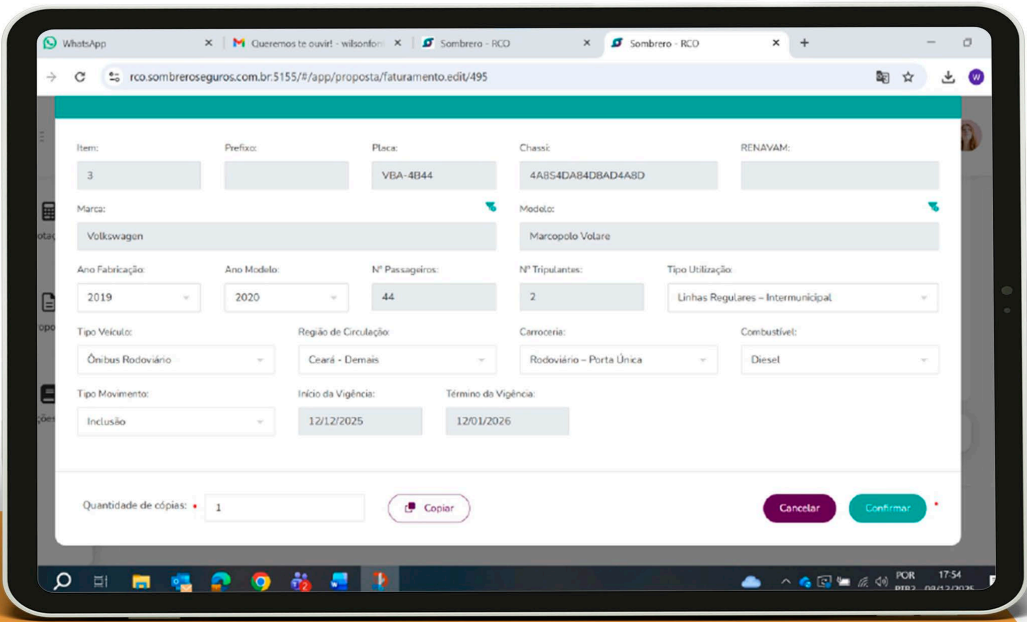 WhatsApp
Queremos te ouvir! - wilsonfom
Sombrero - RCO
Sombrero - RCO
rco.sombreroseguros.com.br:5155/#/app/proposta/faturamento.edit/495
W
Item:
Prefixo:
Placa:
Chassi:
RENAVAM:
3
VBA-4B44
4A8S4DA84D8AD4A8D
Marca:
Modelo:
Volkswagen
Marcopolo Volare
Ano Fabricação:
Ano Modelo:
Nº Passageiros:
Nº Tripulantes:
Tipo Utilização:
2019
2020
44
2
Linhas Regulares – Intermunicipal
Tipo Veículo:
Região de Circulação:
Carroceria:
Combustível:
Ônibus Rodoviário
Ceará - Demais
Rodoviário – Porta Única
Diesel
Tipo Movimento:
Início da Vigência:
Término da Vigência:
Inclusão
12/12/2025
12/01/2026
Quantidade de cópias:
1
Copiar
Cancelar
Confirmar
POR
17:54